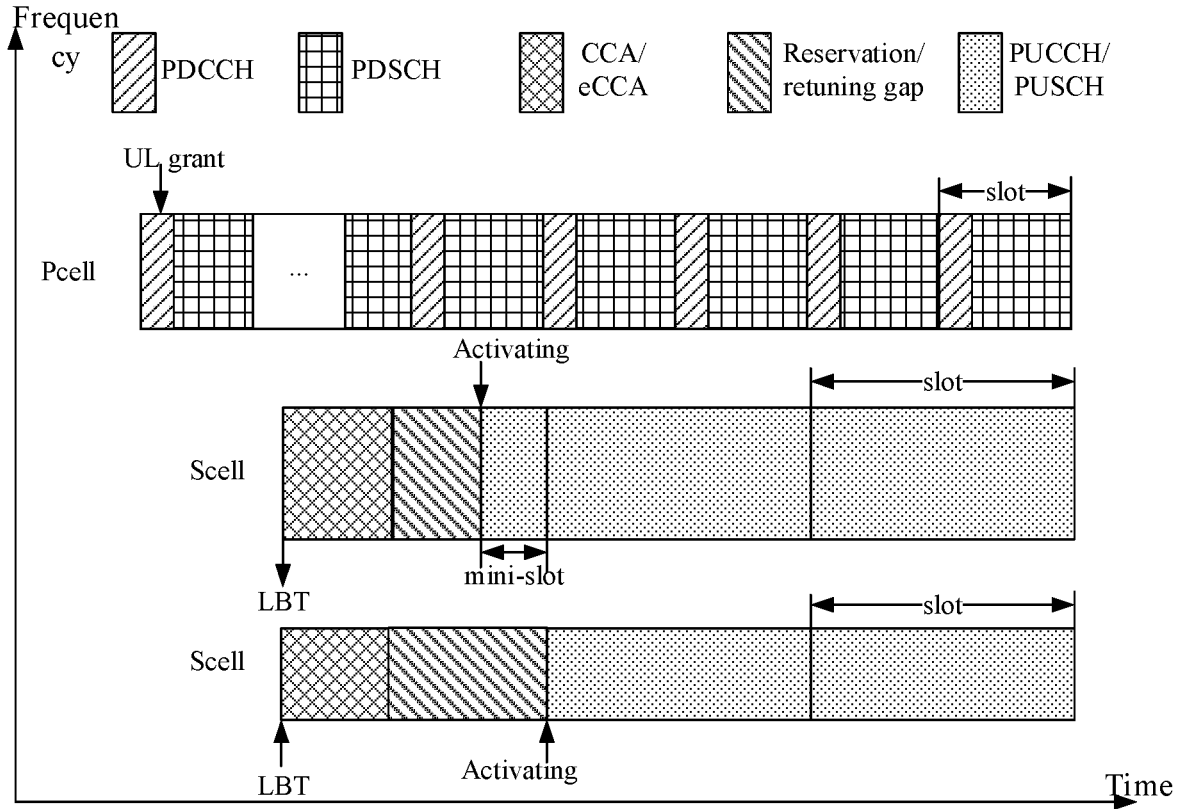 Frequen
cy
PDCCH
PDSCH
CCA/
eCCA
Reservation/
retuning gap
PUCCH/
PUSCH
UL grant
slot
Pcell
...
Activating
slot
Scell
mini-slot
LBT
slot
Scell
LBT
Activating
Time